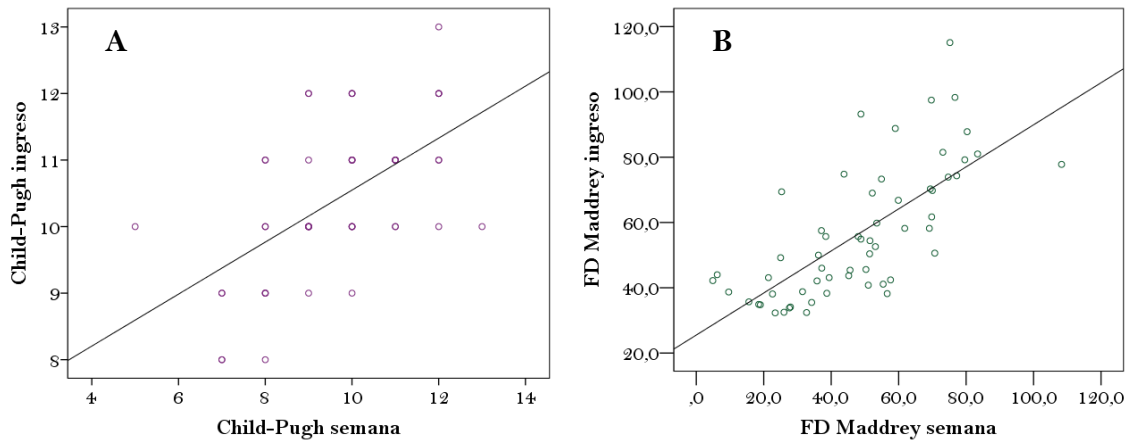 A
Child-Pugh ingreso
13
12
11
10
9
8
4 6 8 10 12 14
Child-Pugh semana
B
FD Maddrey ingreso
120,0
100,0
80,0
60,0
40,0
20,0
,0 20,0 40,0 60,0 80,0 100,0 120,0
FD Maddrey semana